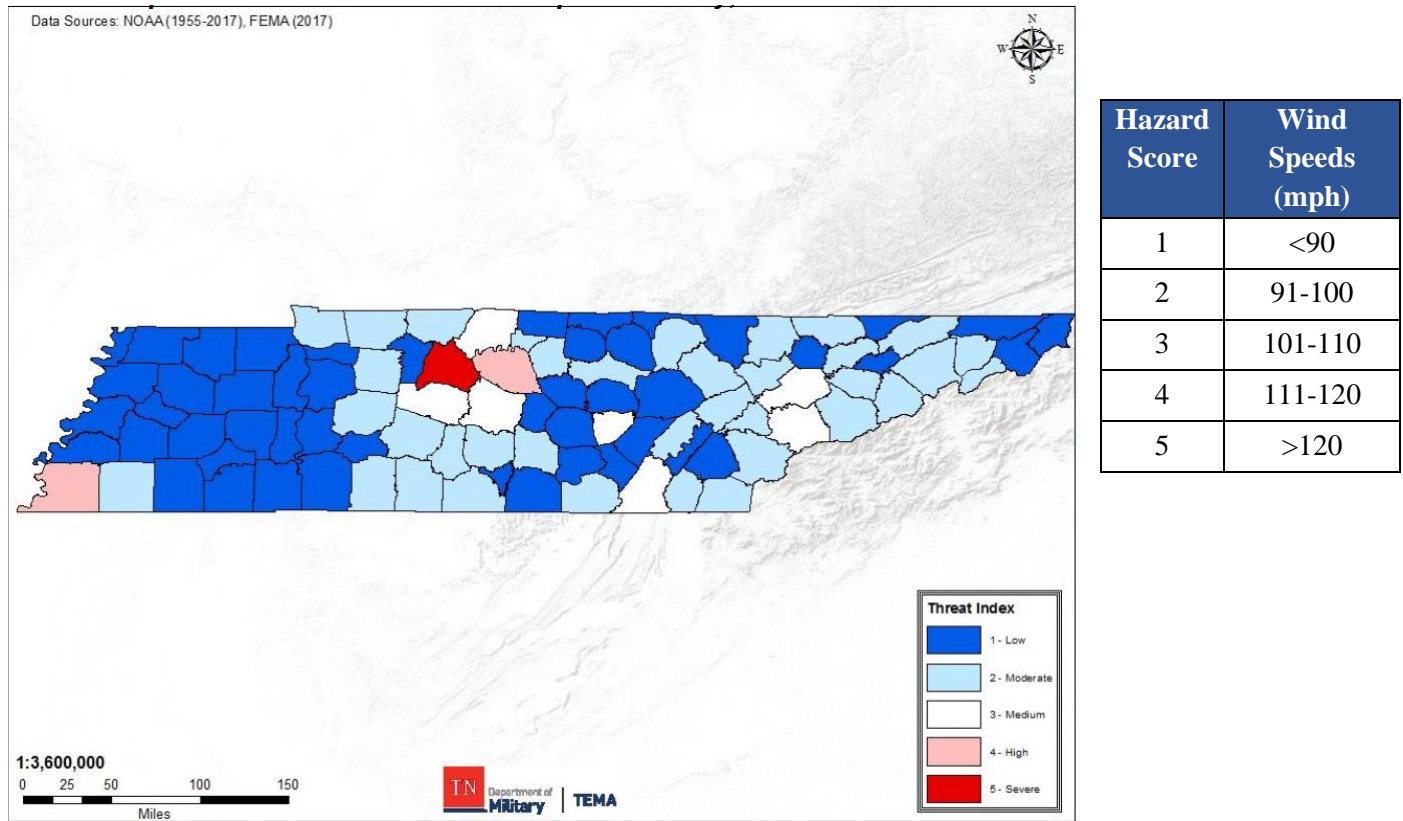 Data Sources: NOAA (1955-2017), FEMA (2017)
N
W E
S
Hazard Score Wind Speeds (mph)
1 <90
2 91-100
3 101-110
4 111-120
5 >120
Threat Index
1 - Low
2 - Moderate
3 - Medium
4 - High
5 - Severe
1:3,600,000
0 25 50 100 150
Miles
TN Department of Military TEMA